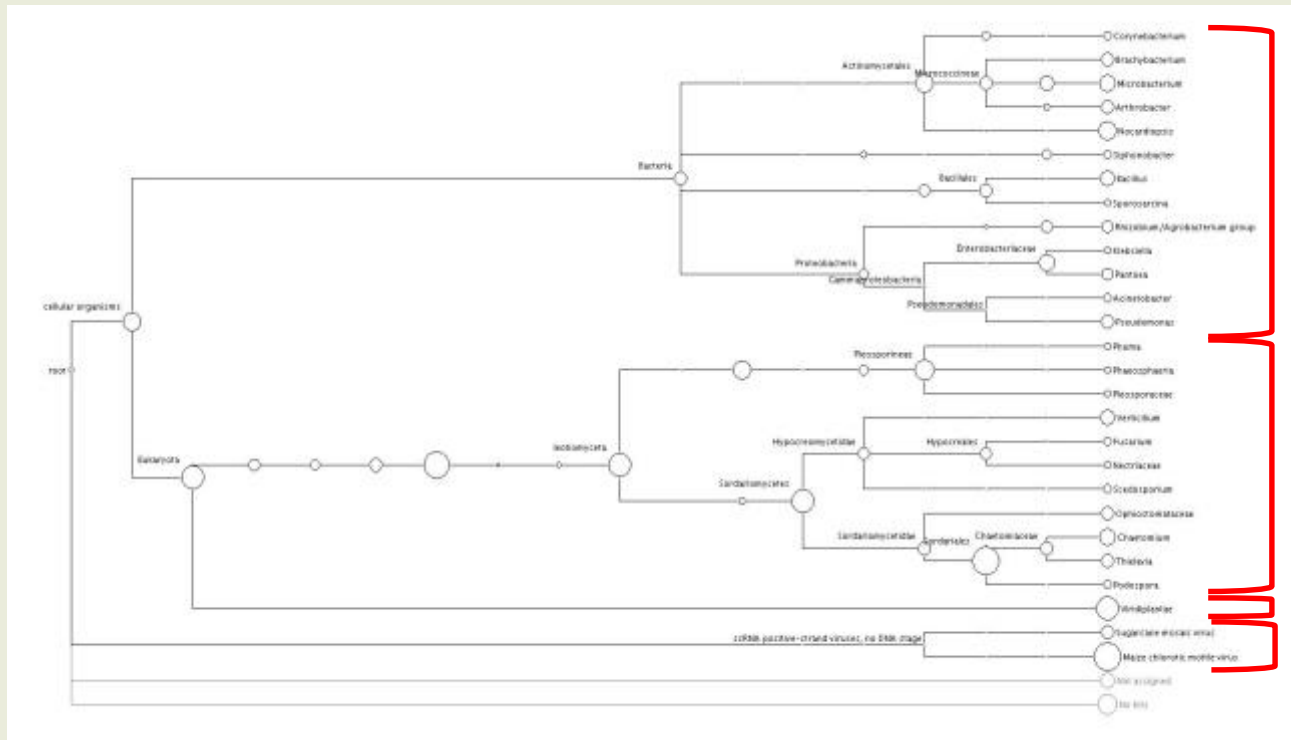 Corynebacterium
Brachybacterium
Actinomycetales
Micrococcineae
Microbacterium
Arthrobacter
Nocardiopsis
Siphonobacter
Bacteria
Bacillales
Bacillus
Sporosarcina
Rhizobium/Agrobacterium group
Enterobacteriaceae
Klebsiella
Proteobacteria
Gammaproteobacteria
Pantoea
Pseudomonadales
Acinetobacter
Pseudomonas
cellular organisms
root
Phoma
Pleosporineae
Phaeosphaeria
Pleosporaceae
Verticillium
Hypocreomycetidae
Hypocreales
Fusarium
leotiomyceta
Nectriaceae
Eukaryota
Sordariomycetes
Scedosporium
Ophiostomataceae
Sordariomycetidae
Sordariales
Chaetomiaceae
Chaetomium
Thielavia
Podospora
Viridiplantae
Sugarcane mosaic virus
ssRNA positive-strand viruses, no DNA stage
Maize chlorotic mottle virus
Not assigned
No hits